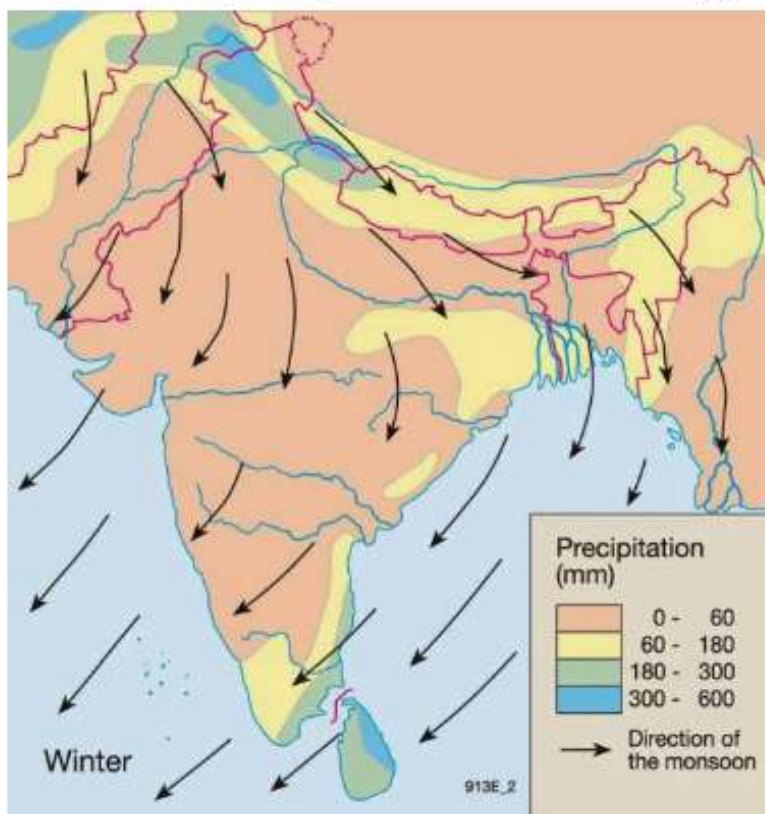 Winter
913E_2
Precipitation
(mm)
0 - 60
60 - 180
180 - 300
300 - 600
Direction of
the monsoon